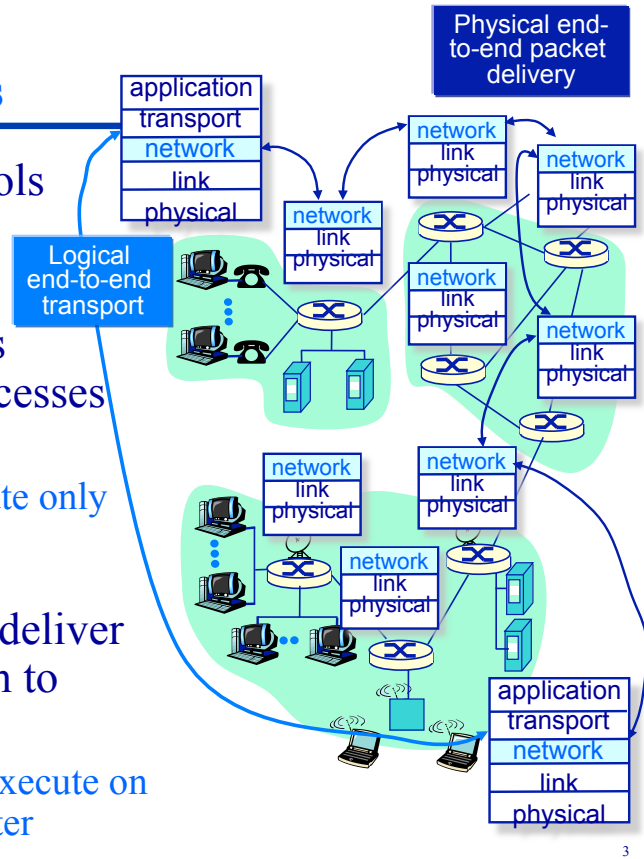 Physical end-
to-end packet
delivery
application
transport
network
link
physical
network
link
physical
network
link
physical
network
link
physical
Logical
end-to-end
transport
network
link
physical
network
link
physical
cesses
te only
network
link
physical
network
link
physical
network
link
physical
deliver
n to
application
transport
network
link
physical
xecute on
ter
3